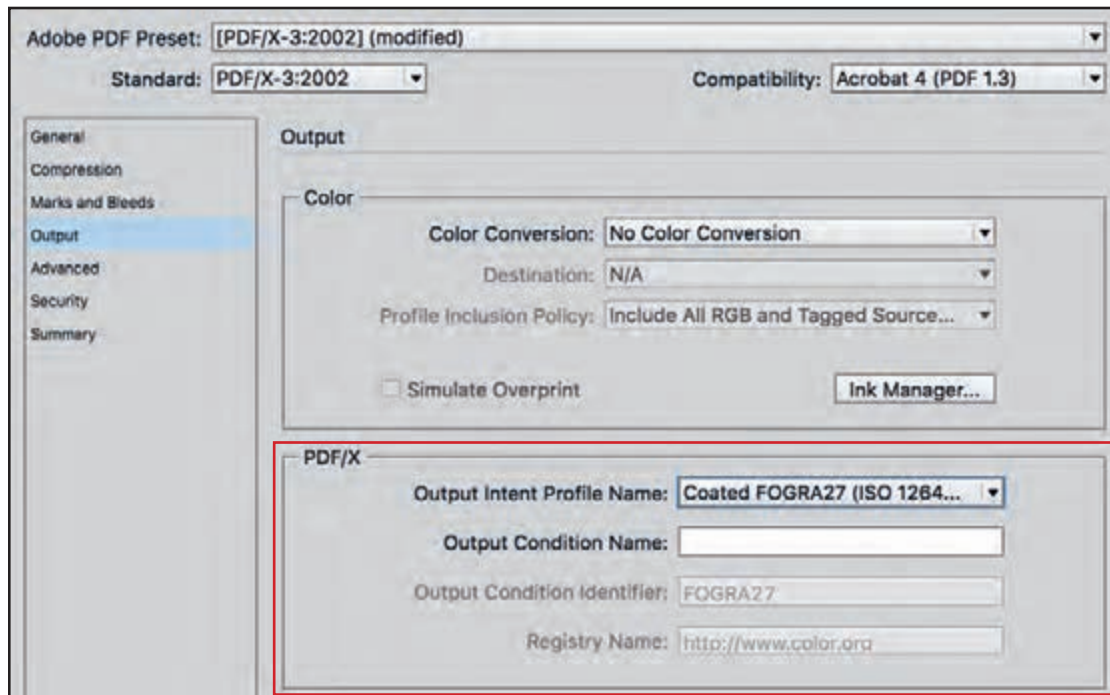 Adobe PDF Preset: [PDF/X-3:2002] (modified)
Standard: PDF/X-3:2002 Compatibility: Acrobat 4 (PDF 1.3)
General
Compression
Marks and Bleeds
Output
Advanced
Security
Summary
Output
Color
Color Conversion: No Color Conversion
Destination: N/A
Profile Inclusion Policy: Include All RGB and Tagged Source...
Simulate Overprint Ink Manager...
PDF/X
Output Intent Profile Name: Coated FOGRA27 (ISO 1264...
Output Condition Name:
Output Condition Identifier: FOGRA27
Registry Name: http://www.color.org